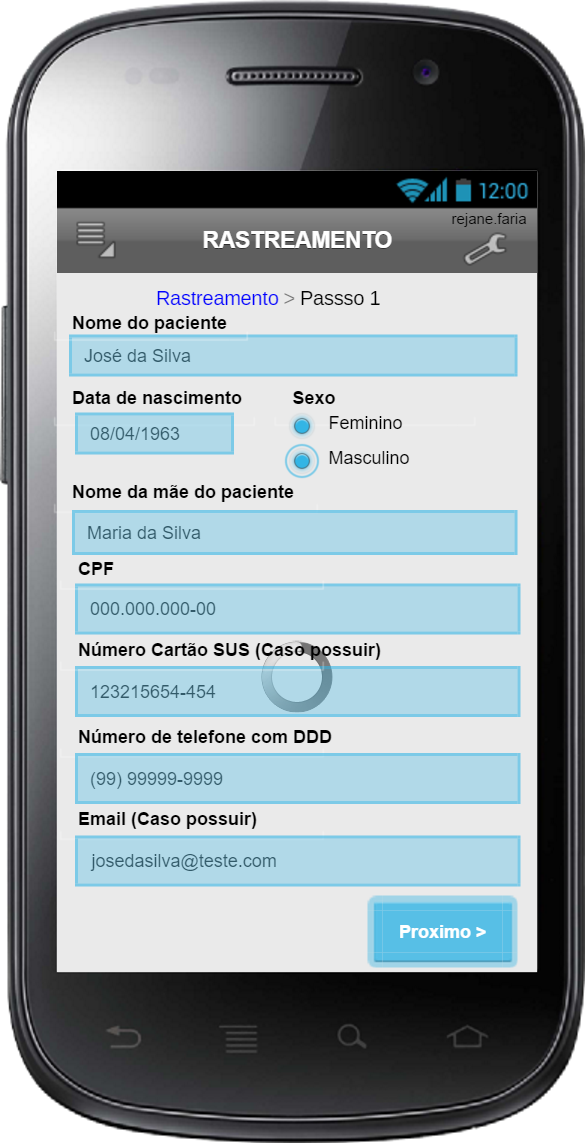 12:00
rejane.faria
RASTREAMENTO
Rastreamento > Passso 1
Nome do paciente
José da Silva
Data de nascimento Sexo
08/04/1963
Feminino
Masculino
Nome da mãe do paciente
Maria da Silva
CPF
000.000.000-00
Número Cartão SUS (Caso possuir)
123215654-454
Número de telefone com DDD
(99) 99999-9999
Email (Caso possuir)
josedasilva@teste.com
Proximo >